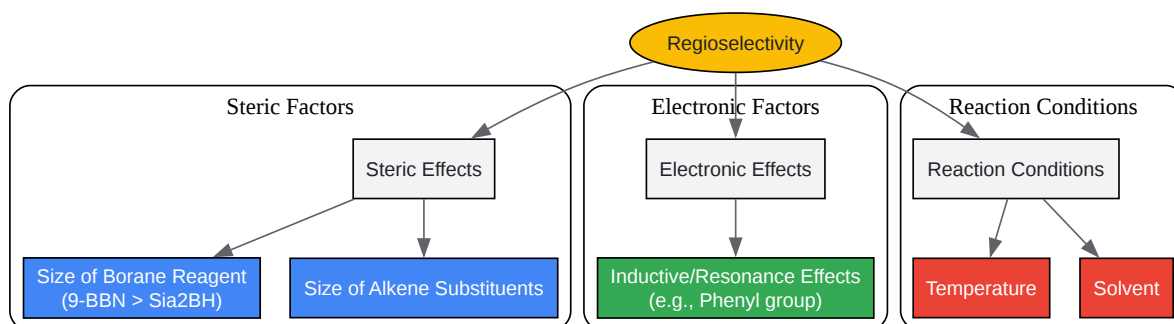 Regioselectivity
Steric Factors
Electronic Factors
Reaction Conditions
Steric Effects
Electronic Effects
Reaction Conditions
Size of Borane Reagent
(9-BBN > Sia2BH)
Size of Alkene Substituents
Inductive/Resonance Effects
(e.g., Phenyl group)
Temperature
Solvent